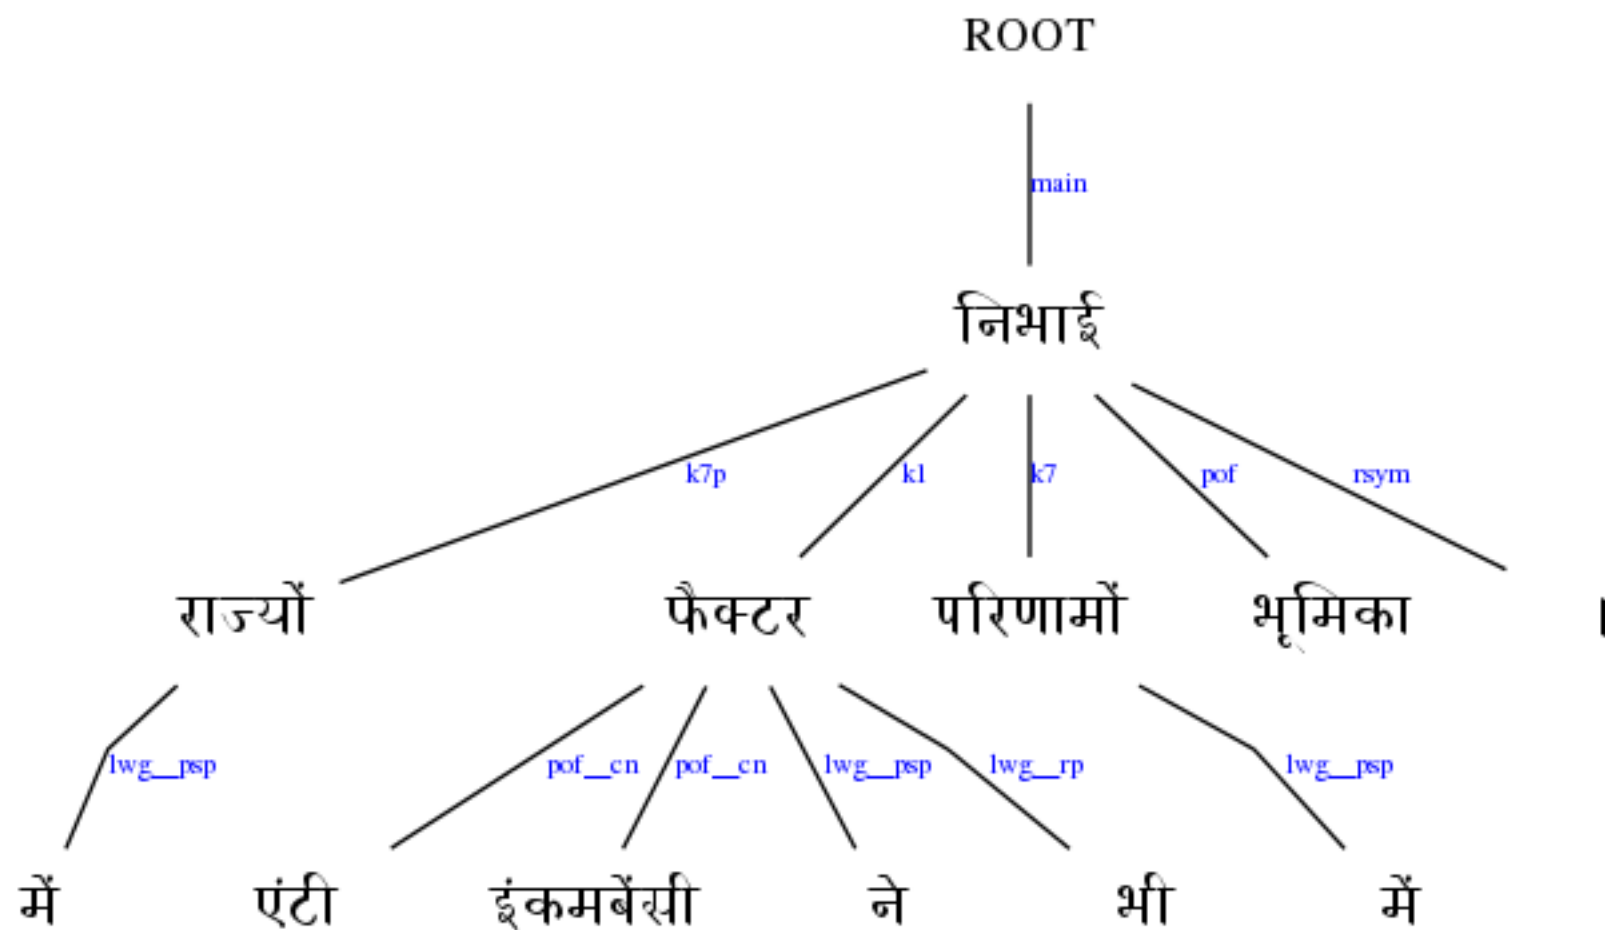 ROOT
main
निभाई
k7p k1 k7 pof rsym
राज्यों फैक्टर परिणामों भूमिका ।
lwg__psp pof__cn pof__cn lwg__psp lwg__rp lwg__psp
में एंटी इंकमबेंसी ने भी में